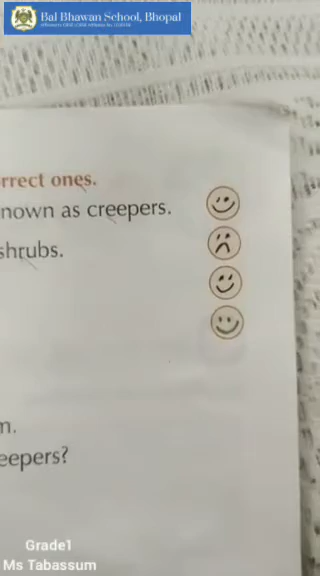 Bal Bhawan School, Bhopal
rrect ones.
nown as creepers.
shrubs.
m.
eepers?
Grade1
Ms Tabassum